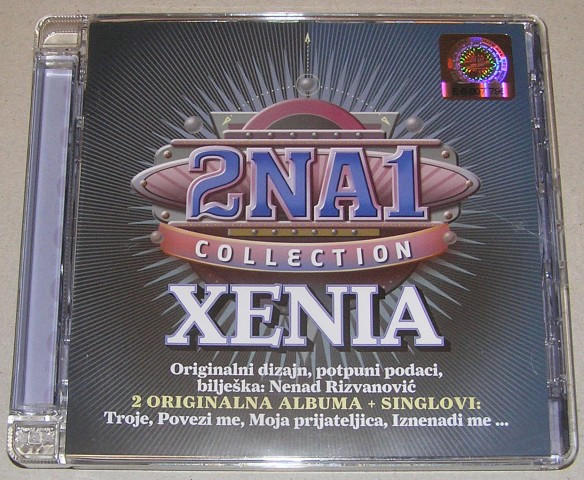 2NA1
COLLECTION
XENIA
Originalni dizajn, potpuni podaci,
bilješka: Nenad Rizvanović
2 ORIGINALNA ALBUMA + SINGLOVI:
Troje, Povezi me, Moja prijateljica, Iznenadi me ...